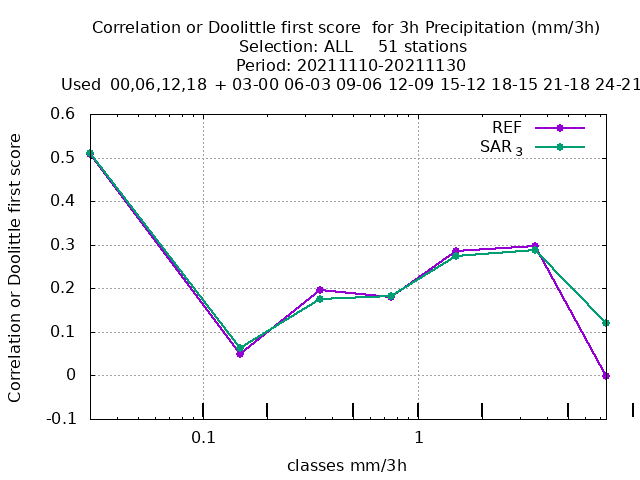 Correlation or Doolittle first score  for 3h Precipitation (mm/3h)
Selection: ALL     51 stations
Period: 20211110-20211130
Used  00,06,12,18  + 03-00 06-03 09-06 12-09 15-12 18-15 21-18 24-21
REF
SAR 3
Correlation or Doolittle first score
0.6
0.5
0.4
0.3
0.2
0.1
0
-0.1
0.1
1
classes mm/3h